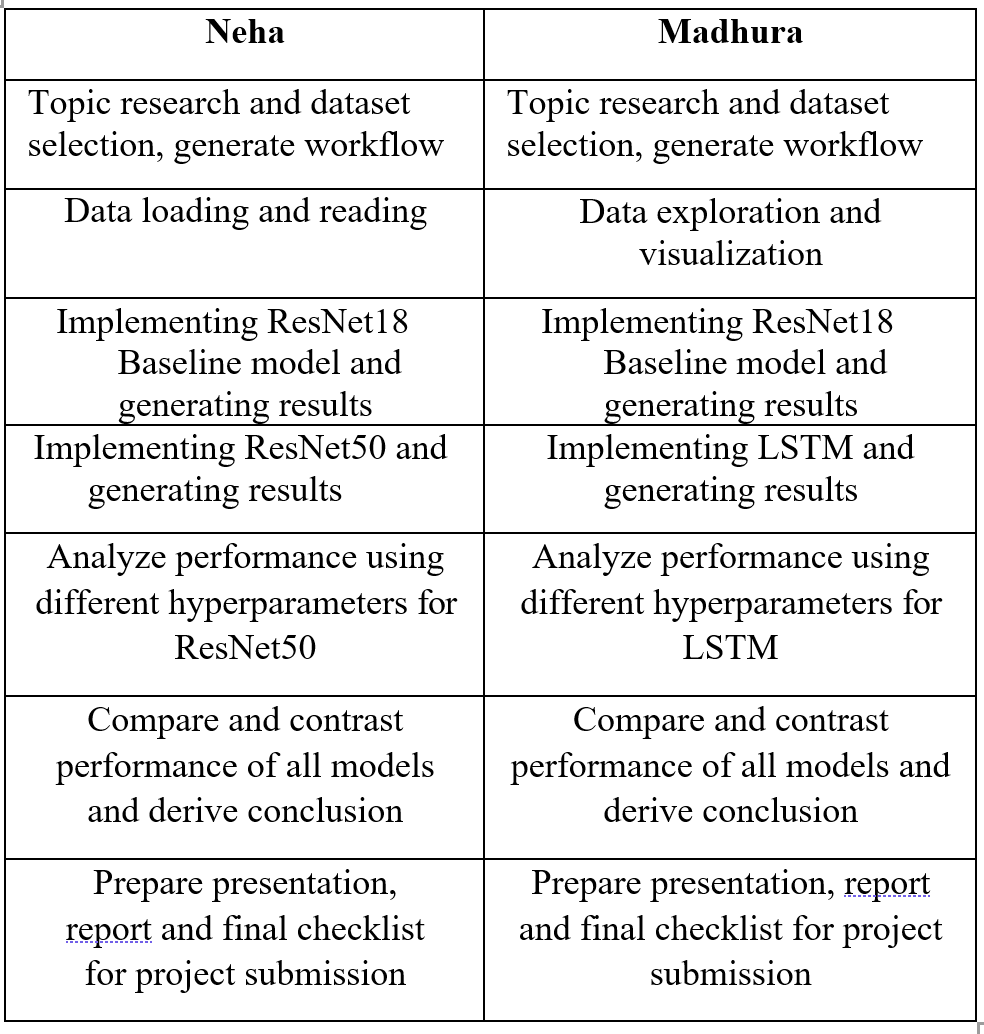 Neha
Madhura
Topic research and dataset
selection, generate workflow
Topic research and dataset
selection, generate workflow
Data loading and reading
Data exploration and
visualization
Implementing ResNet18
Baseline model and
generating results
Implementing ResNet18
Baseline model and
generating results
Implementing ResNet50 and
generating results
Implementing LSTM and
generating results
Analyze performance using
different hyperparameters for
ResNet50
Analyze performance using
different hyperparameters for
LSTM
Compare and contrast
performance of all models
and derive conclusion
Compare and contrast
performance of all models and
derive conclusion
Prepare presentation,
report and final checklist
for project submission
Prepare presentation, report
and final checklist for project
submission